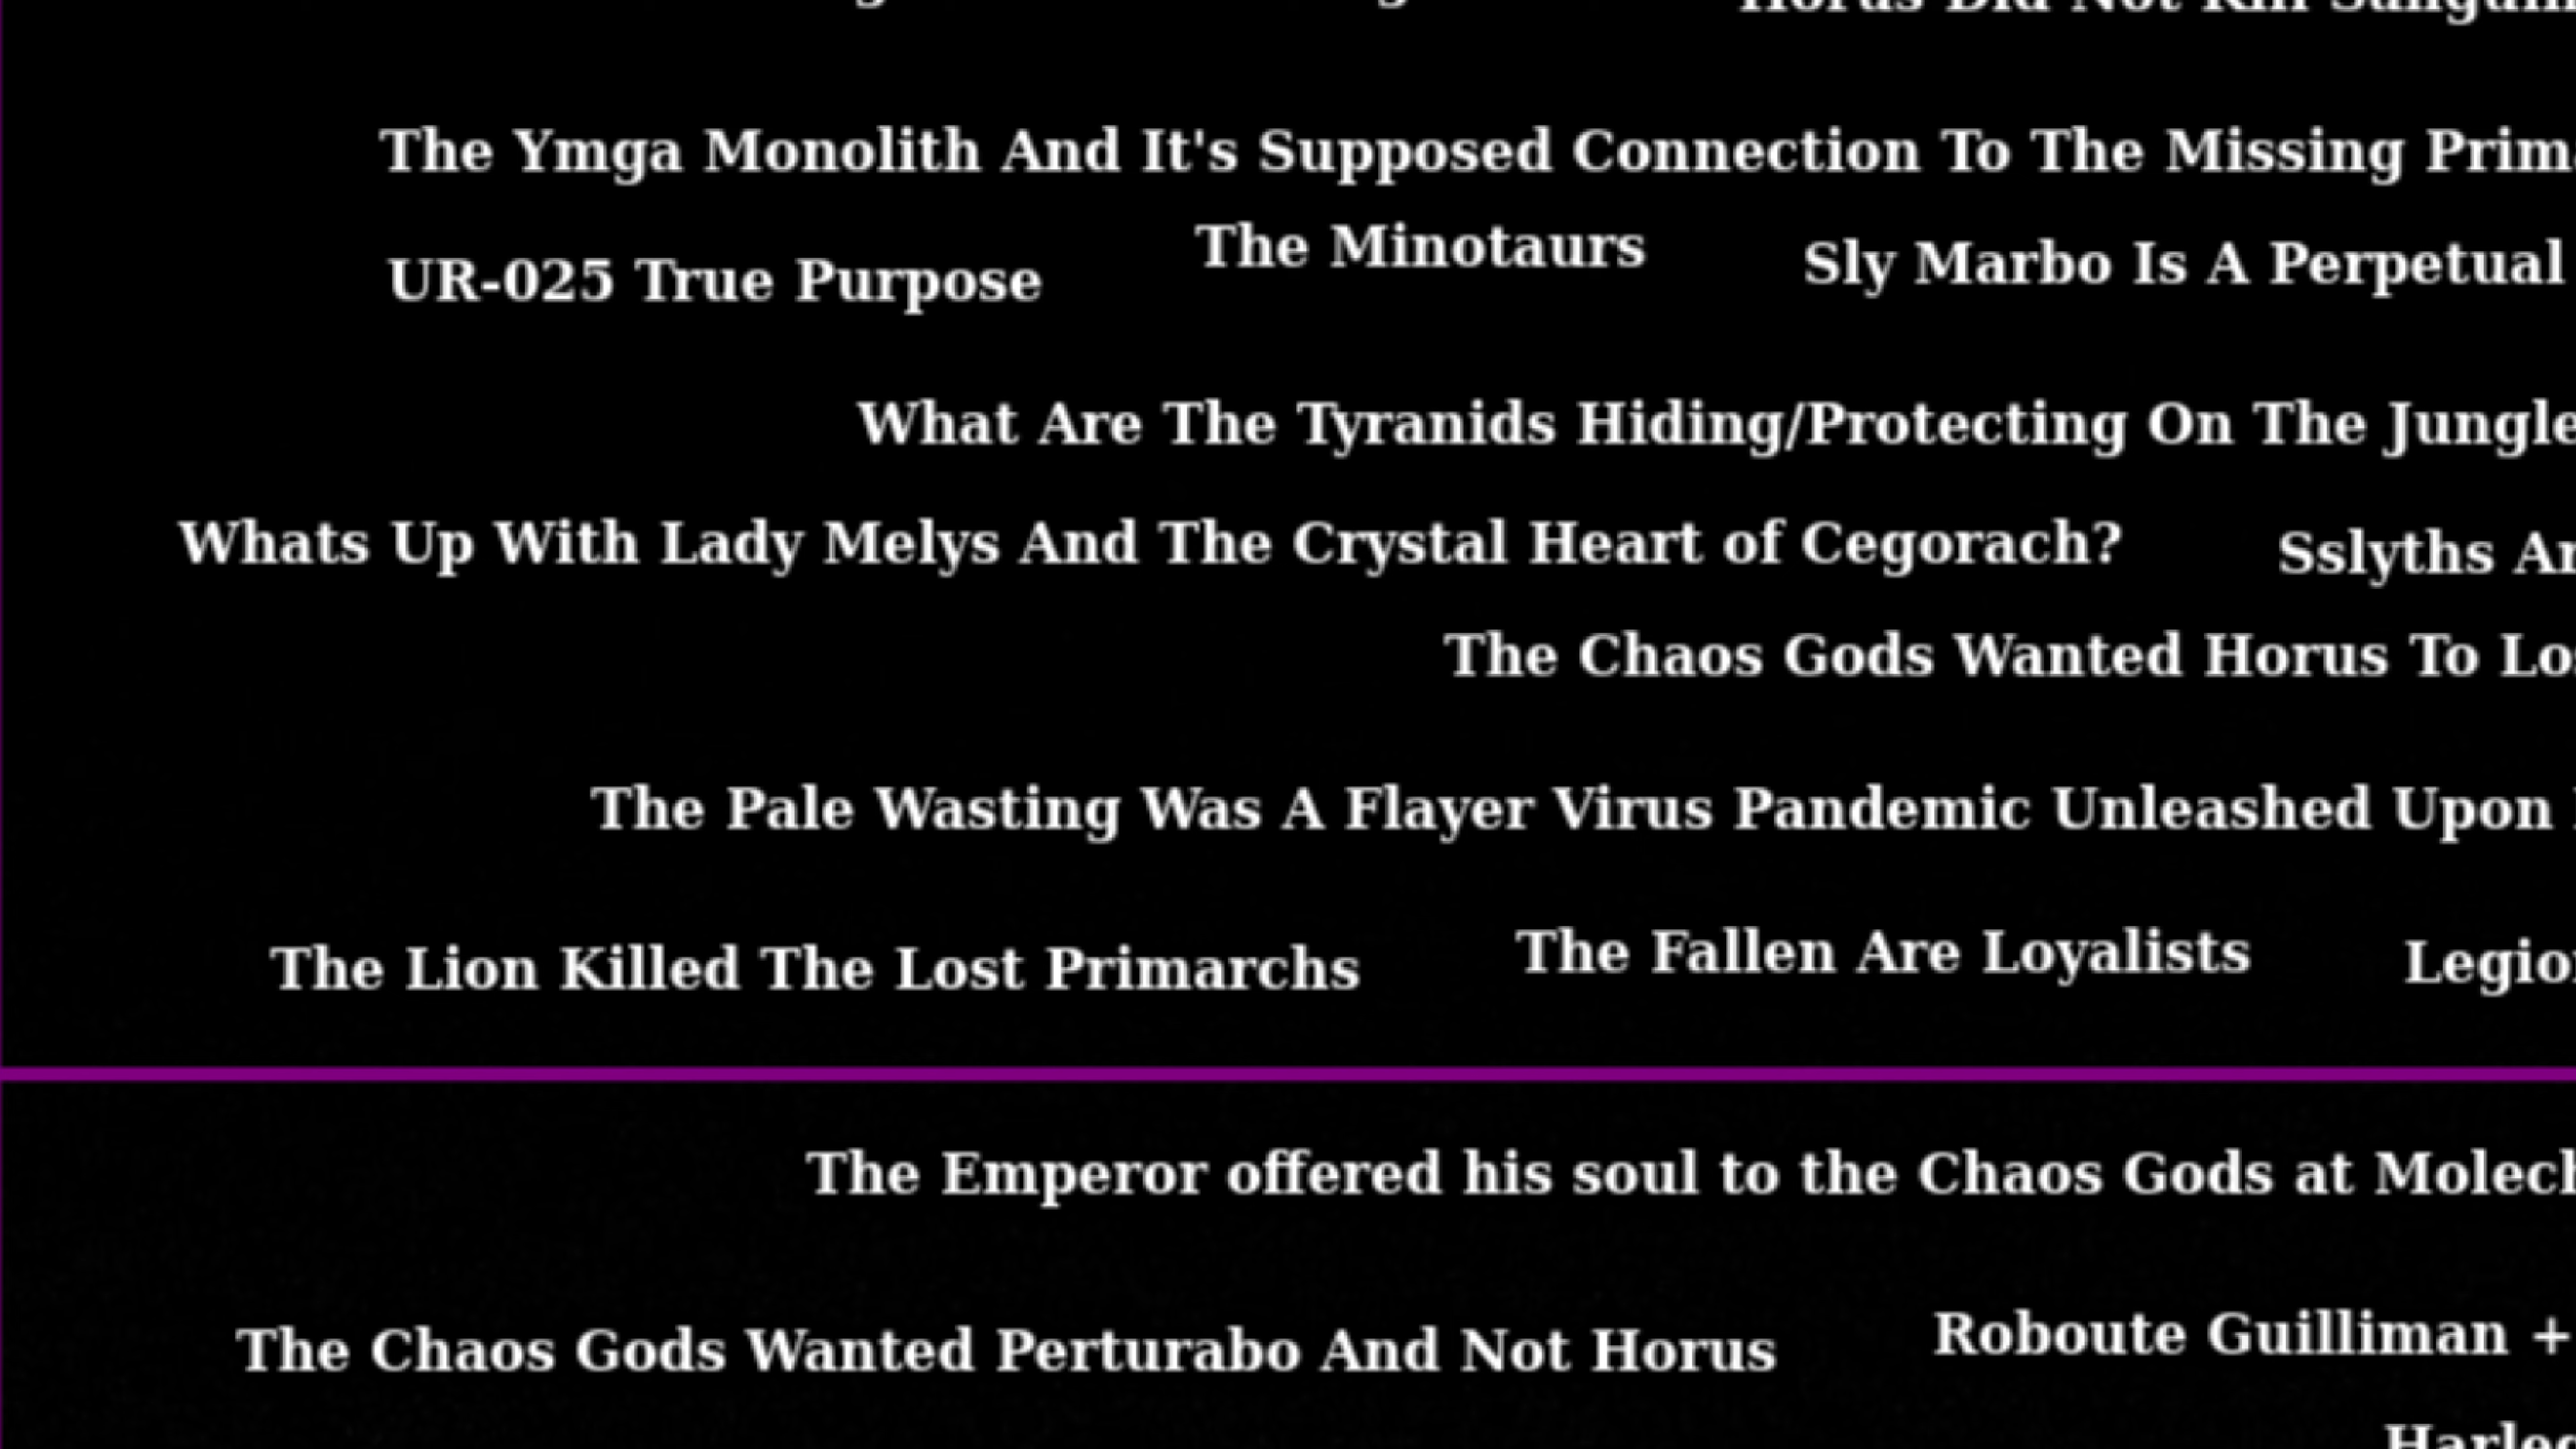 Horus Did Not Kill
The Ymga Monolith And It's Supposed Connection To The Missing
The Minotaurs
Sly Marbo Is A Perpetual
UR-025 True Purpose
What Are The Tyranids Hiding/Protecting On The Jungle
Whats Up With Lady Melys And The Crystal Heart of Cegorach?
Sslyths
The Chaos Gods Wanted Horus To
The Pale Wasting Was A Flayer Virus Pandemic Unleashed Upon
The Lion Killed The Lost Primarchs
The Fallen Are Loyalists
The Emperor offered his soul to the Chaos Gods at
The Chaos Gods Wanted Perturabo And Not Horus
Roboute Guilliman +